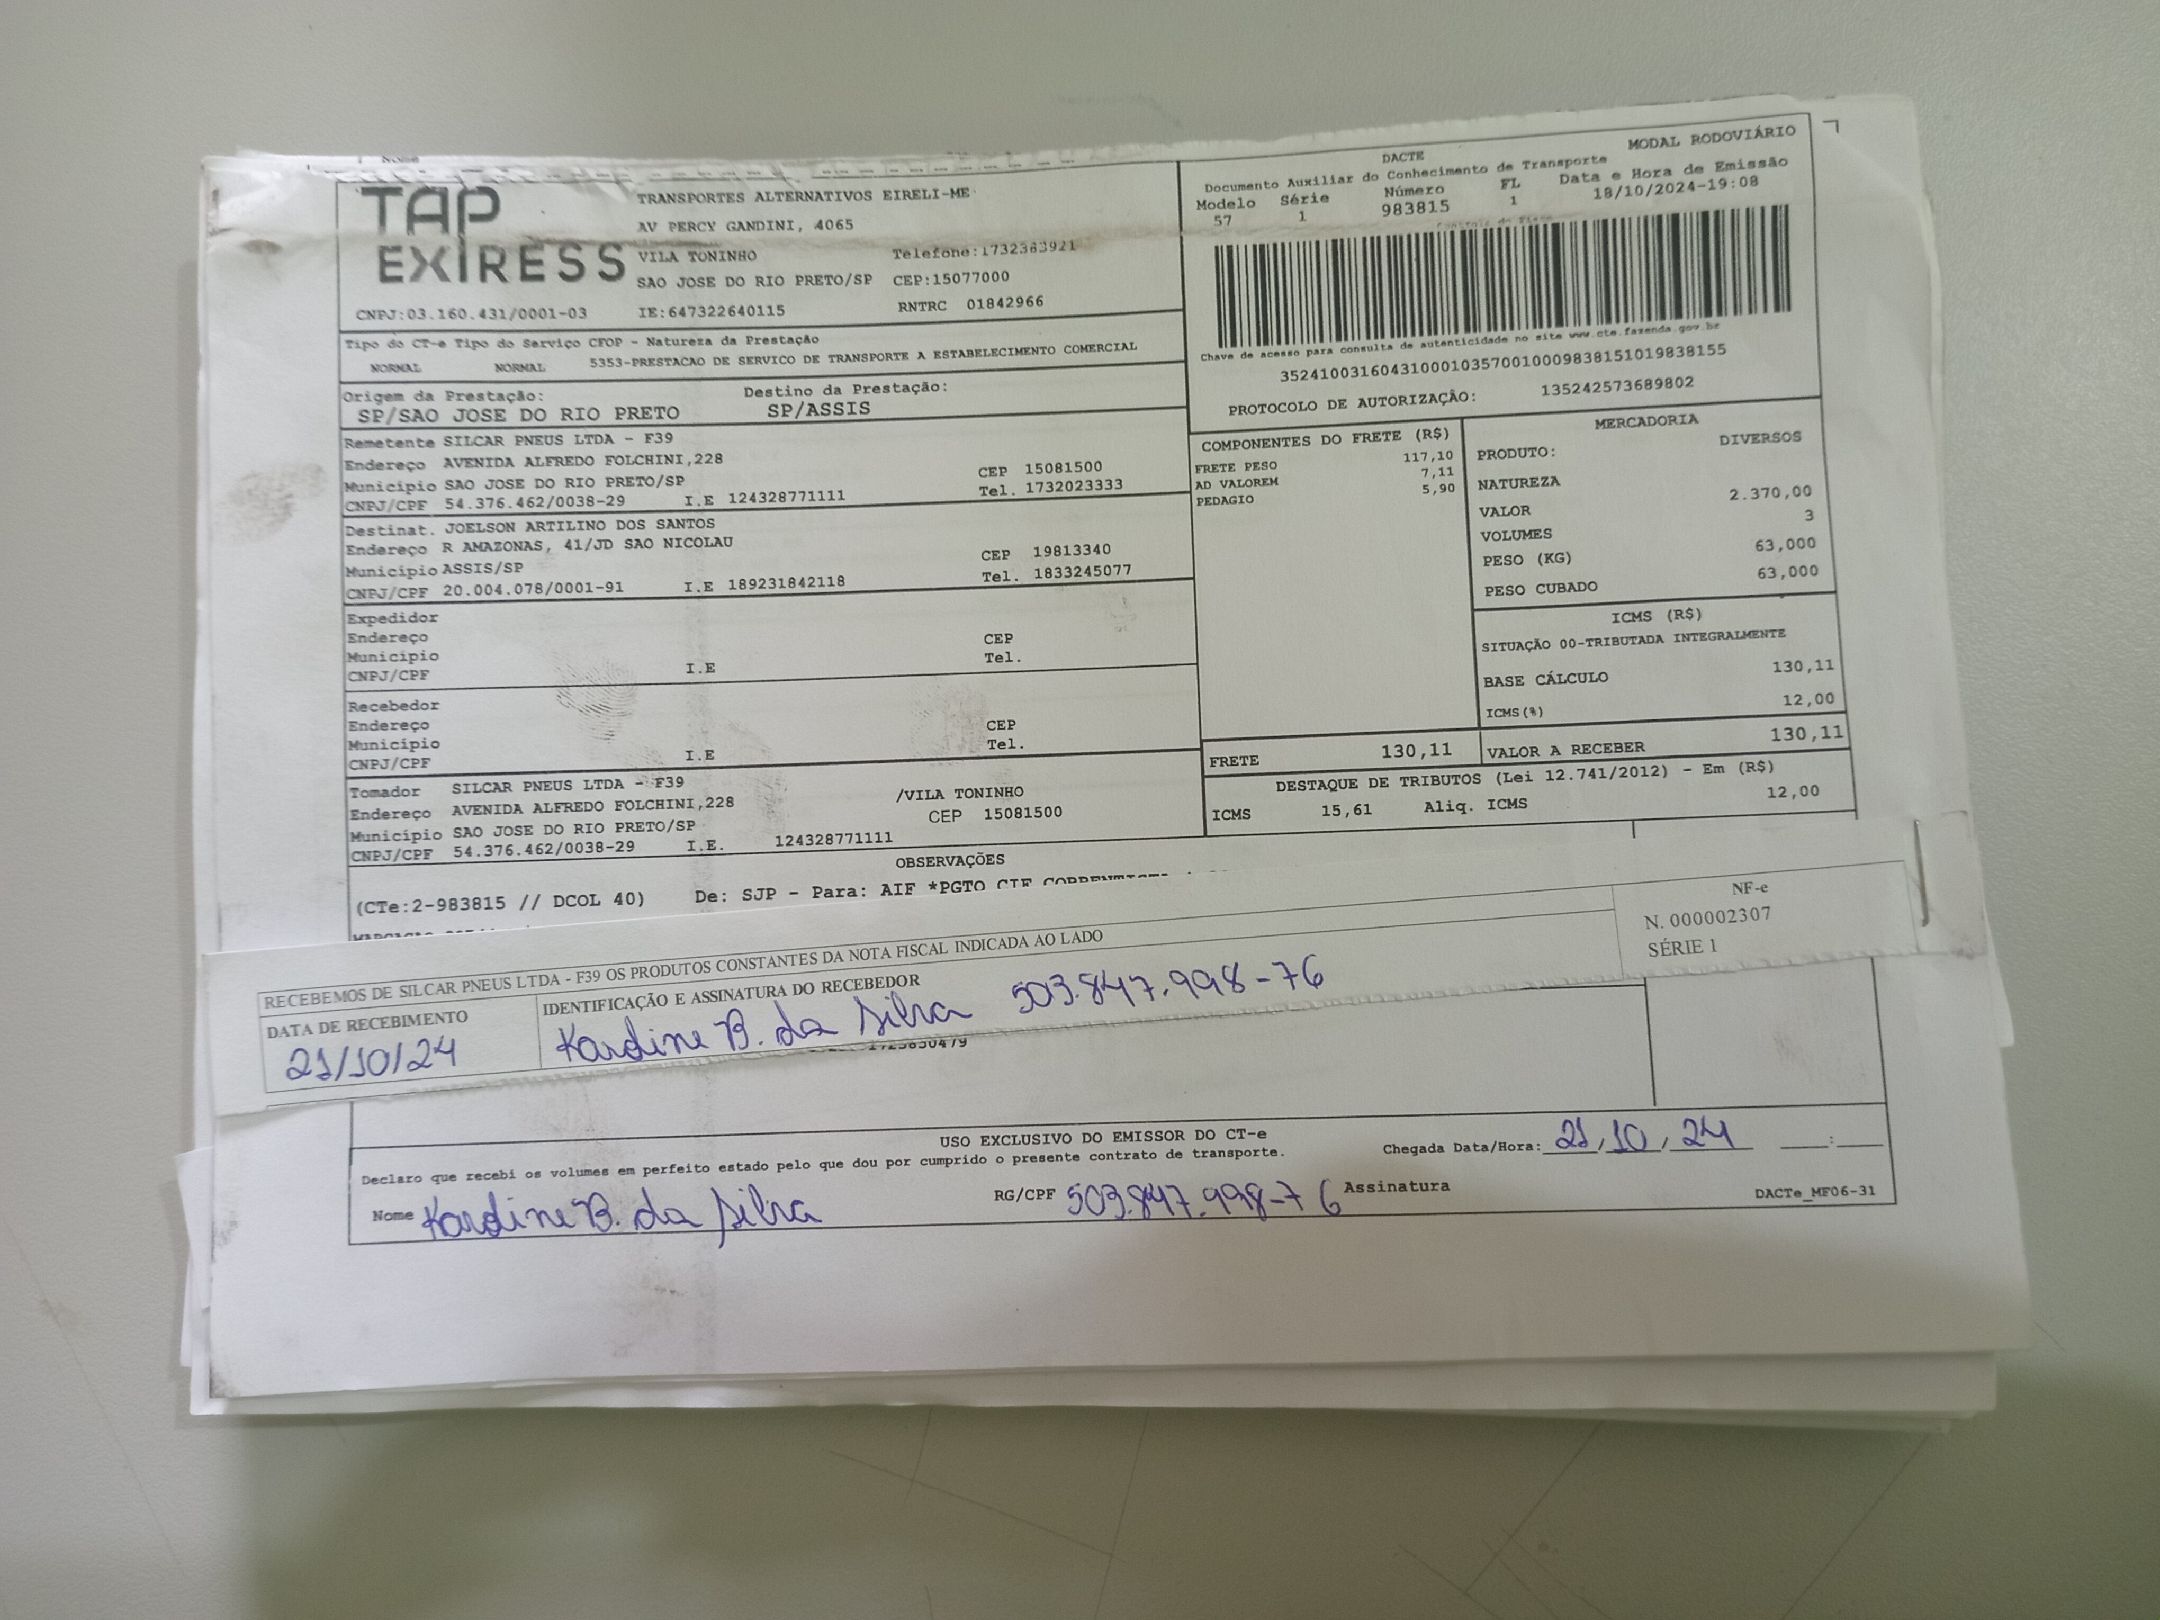 TAP
EXPRESS
TRANSPORTES ALTERNATIVOS EIRELI-ME
AV PERCY GANDINI, 4065
VILA TONINHO Telefone:1732383921
SAO JOSE DO RIO PRETO/SP CEP:15077000
CNPJ:03.160.431/0001-03 IE:647322640115 RNTRC 01842966
DACTE MODAL RODOVIÁRIO
Documento Auxiliar do Conhecimento de Transporte
Modelo Série Número FL Data e Hora de Emissão
57 1 983815 1 18/10/2024-19:08
Chave de acesso para consulta de autenticidade no site www.cte.fazenda.gov.br
35241003160431000103570010009838151019838155
PROTOCOLO DE AUTORIZAÇÃO: 135242573689802
Tipo do CT-e Tipo do Serviço CFOP - Natureza da Prestação
NORMAL NORMAL 5353-PRESTACAO DE SERVICO DE TRANSPORTE A ESTABELECIMENTO COMERCIAL
Origem da Prestação: Destino da Prestação:
SP/SAO JOSE DO RIO PRETO SP/ASSIS
Remetente SILCAR PNEUS LTDA - F39
Endereço AVENIDA ALFREDO FOLCHINI,228 CEP 15081500
Município SAO JOSE DO RIO PRETO/SP Tel. 1732023333
CNPJ/CPF 54.376.462/0038-29 I.E 124328771111
Destinat. JOELSON ARTILINO DOS SANTOS
Endereço R AMAZONAS, 41/JD SAO NICOLAU CEP 19813340
Município ASSIS/SP Tel. 1833245077
CNPJ/CPF 20.004.078/0001-91 I.E 189231842118
Expedidor
Endereço CEP
Município Tel.
CNPJ/CPF I.E
Recebedor
Endereço CEP
Município Tel.
CNPJ/CPF I.E
Tomador SILCAR PNEUS LTDA - F39 /VILA TONINHO
Endereço AVENIDA ALFREDO FOLCHINI,228 CEP 15081500
Município SAO JOSE DO RIO PRETO/SP
CNPJ/CPF 54.376.462/0038-29 I.E. 124328771111
COMPONENTES DO FRETE (R$)
FRETE PESO 117,10
AD VALOREM 7,11
PEDAGIO 5,90
MERCADORIA
PRODUTO: DIVERSOS
NATUREZA
VALOR 2.370,00
VOLUMES 3
PESO (KG) 63,000
PESO CUBADO 63,000
ICMS (R$)
SITUAÇÃO 00-TRIBUTADA INTEGRALMENTE
BASE CÁLCULO 130,11
ICMS(%) 12,00
FRETE 130,11 VALOR A RECEBER 130,11
DESTAQUE DE TRIBUTOS (Lei 12.741/2012) - Em (R$)
ICMS 15,61 Aliq. ICMS 12,00
OBSERVAÇÕES
(CTe:2-983815 // DCOL 40) De: SJP - Para: AIF *PGTO CIF
RECEBEMOS DE SILCAR PNEUS LTDA - F39 OS PRODUTOS CONSTANTES DA NOTA FISCAL INDICADA AO LADO
DATA DE RECEBIMENTO IDENTIFICAÇÃO E ASSINATURA DO RECEBEDOR
21/10/24 Karoline B. da Silva 503.847.998-76
NF-e
N. 000002307
SÉRIE 1
USO EXCLUSIVO DO EMISSOR DO CT-e
Declaro que recebi os volumes em perfeito estado pelo que dou por cumprido o presente contrato de transporte.
Chegada Data/Hora: 21/10/24 __:__
Nome Karoline B. da Silva RG/CPF 503.847.998-76 Assinatura
DACTe_MF06-31